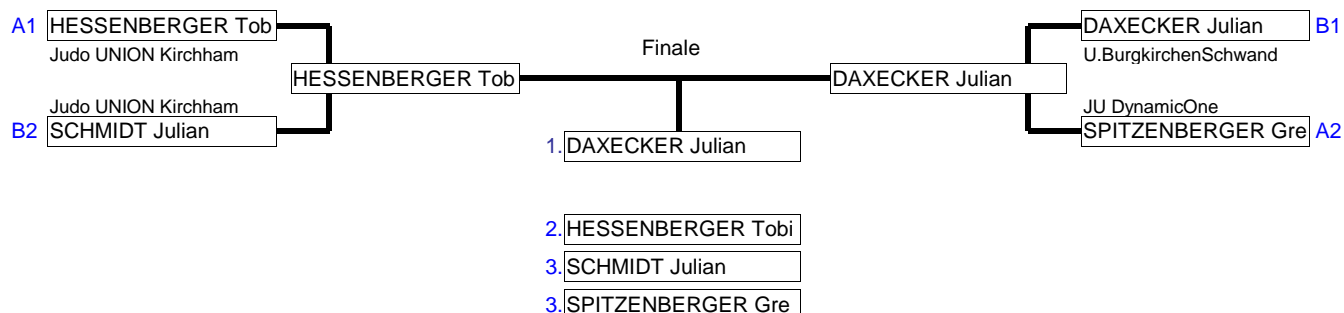 A1 HESSENBERGER Tob
Judo UNION Kirchham
HESSENBERGER Tob
Judo UNION Kirchham
B2 SCHMIDT Julian
Finale
DAXECKER Julian B1
U.BurgkirchenSchwand
DAXECKER Julian
JU DynamicOne
SPITZENBERGER Gre A2
1. DAXECKER Julian
2. HESSENBERGER Tobi
3. SCHMIDT Julian
3. SPITZENBERGER Gre